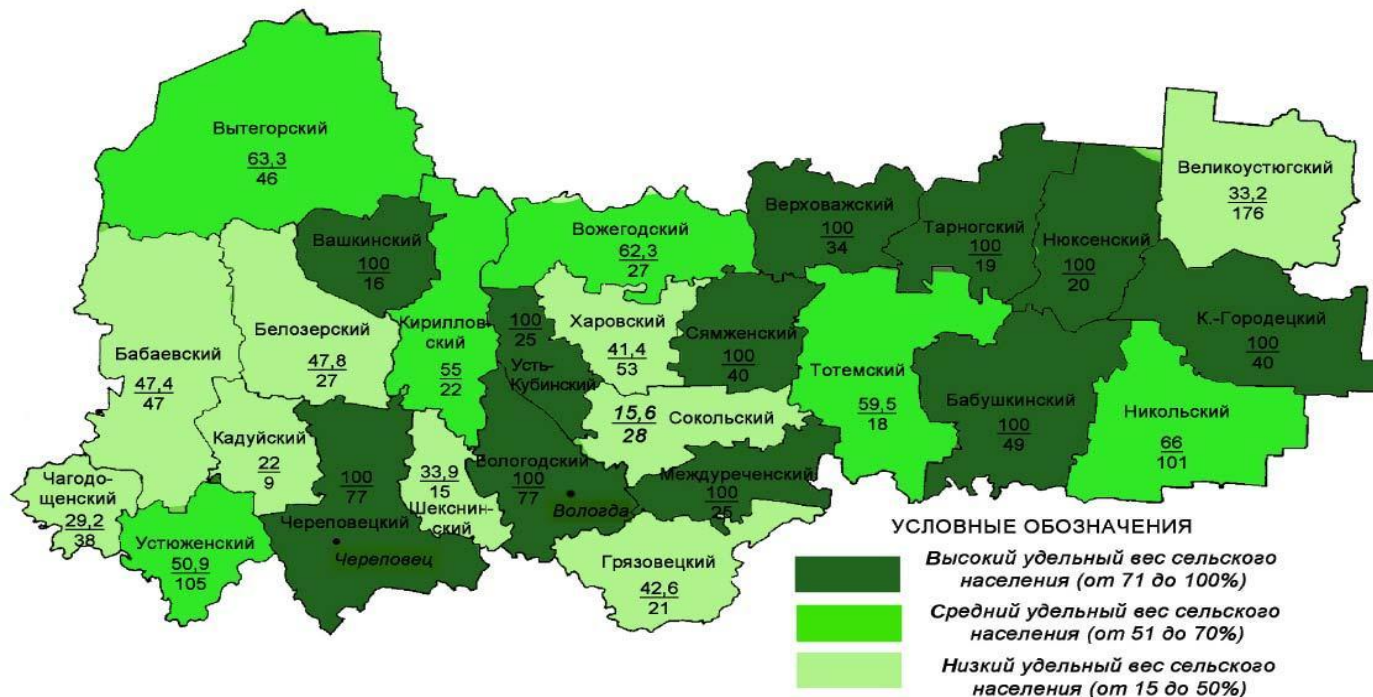 Вытегорский
63,3
46
Вашкинский
100
16
Вожегодский
62,3
27
Верховажский
100
34
Тарногский
100
19
Нюксенский
100
20
Великоустюгский
33,2
176
Бабаевский
47,4
47
Белозерский
47,8
27
Кириллов-
ский
55
22
100
25
Усть-
Кубинский
Харовский
41,4
53
Сямженский
100
40
Тотемский
59,5
18
Бабушкинский
100
49
К.-Городецкий
100
40
Никольский
66
101
Сокольский
15,6
28
Кадуйский
22
9
Чагодо-
щенский
29,2
38
Устюженский
50,9
105
100
77
Череповецкий
Череповец
33,9
15
Шекснин-
ский
Вологодский
100
77
Вологда
Междуреченский
100
25
Грязовецкий
42,6
21
УСЛОВНЫЕ ОБОЗНАЧЕНИЯ
Высокий удельный вес сельского
населения (от 71 до 100%)
Средний удельный вес сельского
населения (от 51 до 70%)
Низкий удельный вес сельского
населения (от 15 до 50%)